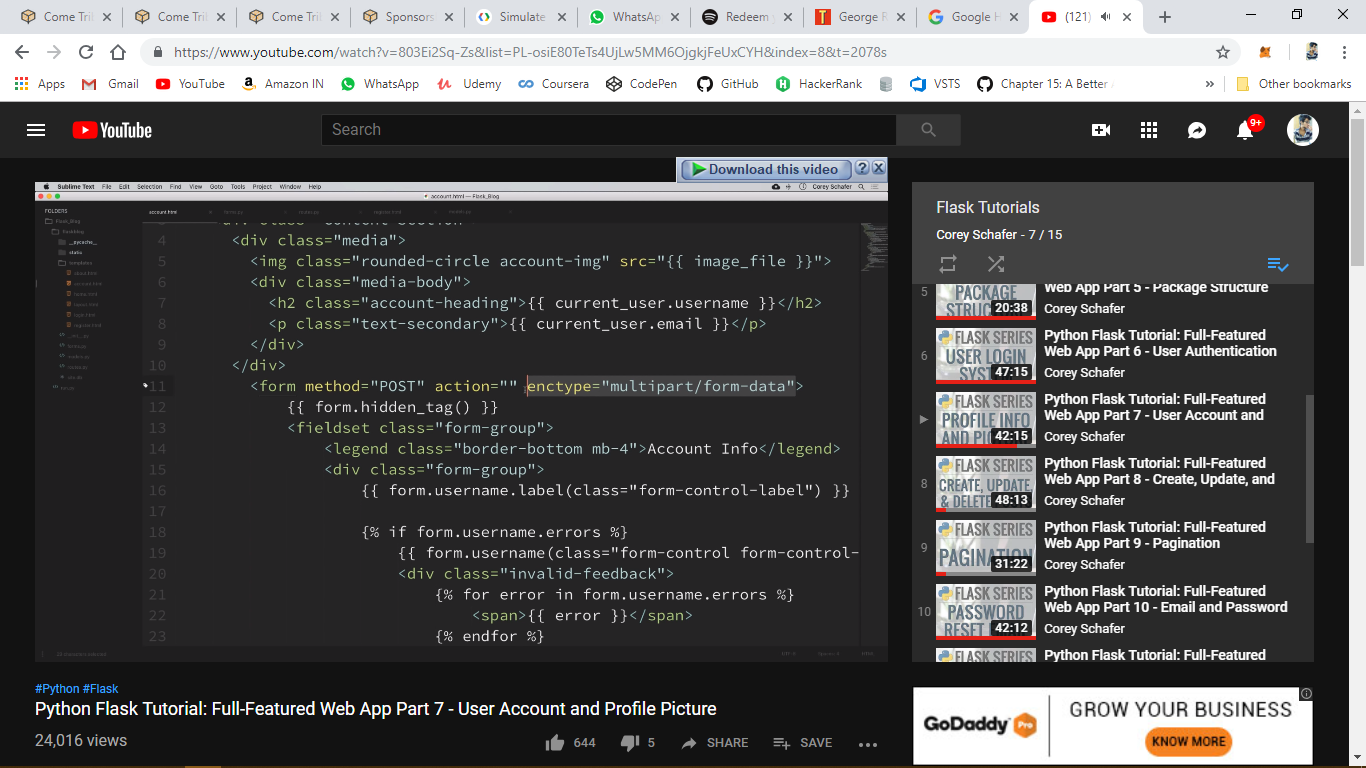 Come Tril
Come Tril
Come Tril
Sponsors
Simulate
WhatsAp
Redeem y
George R
Google H
(121)
https://www.youtube.com/watch?v=803Ei2Sq-Zs&list=PL-osiE80TeTs4UjLw5MM6OjgkjFeUxCYH&index=8&t=2078s
Apps Gmail YouTube Amazon IN WhatsApp Udemy Coursera CodePen GitHub HackerRank VSTS Chapter 15: A Better » Other bookmarks
YouTube
Search
9+
Download this video ?
Sublime Text File Edit Selection Find View Goto Tools Project Window Help Corey Schafer
account.html — Flask_Blog
FOLDERS
account.html
Flask_Blog
__pycache__
static
templates
4 <div class="media">
5 <img class="rounded-circle account-img" src="{{ image_file }}">
6 <div class="media-body">
7 <h2 class="account-heading">{{ current_user.username }}</h2>
8 <p class="text-secondary">{{ current_user.email }}</p>
9 </div>
10 </div>
11 <form method="POST" action="" enctype="multipart/form-data">
12 {{ form.hidden_tag() }}
13 <fieldset class="form-group">
14 <legend class="border-bottom mb-4">Account Info</legend>
15 <div class="form-group">
16 {{ form.username.label(class="form-control-label") }}
17
18 {% if form.username.errors %}
19 {{ form.username(class="form-control form-control-
20 <div class="invalid-feedback">
21 {% for error in form.username.errors %}
22 <span>{{ error }}</span>
23 {% endfor %}
#Python #Flask
Python Flask Tutorial: Full-Featured Web App Part 7 - User Account and Profile Picture
24,016 views
644 5 SHARE SAVE
Flask Tutorials
Corey Schafer - 7 / 15
5
PACKAGE
STRUC
20:38
Web App Part 5 - Package Structure
Corey Schafer
6
FLASK SERIES
USER LOGIN
SYST
47:15
Python Flask Tutorial: Full-Featured
Web App Part 6 - User Authentication
Corey Schafer
FLASK SERIES
PROFILE INFO
AND PIC
42:15
Python Flask Tutorial: Full-Featured
Web App Part 7 - User Account and
Corey Schafer
8
FLASK SERIES
CREATE, UPDATE,
& DELETE
48:13
Python Flask Tutorial: Full-Featured
Web App Part 8 - Create, Update, and
Corey Schafer
9
FLASK SERIES
PAGINATION
31:22
Python Flask Tutorial: Full-Featured
Web App Part 9 - Pagination
Corey Schafer
10
FLASK SERIES
PASSWORD
RESET
42:12
Python Flask Tutorial: Full-Featured
Web App Part 10 - Email and Password
Corey Schafer
FLASK SERIES
Python Flask Tutorial: Full-Featured
GoDaddy Pro
GROW YOUR BUSINESS
KNOW MORE